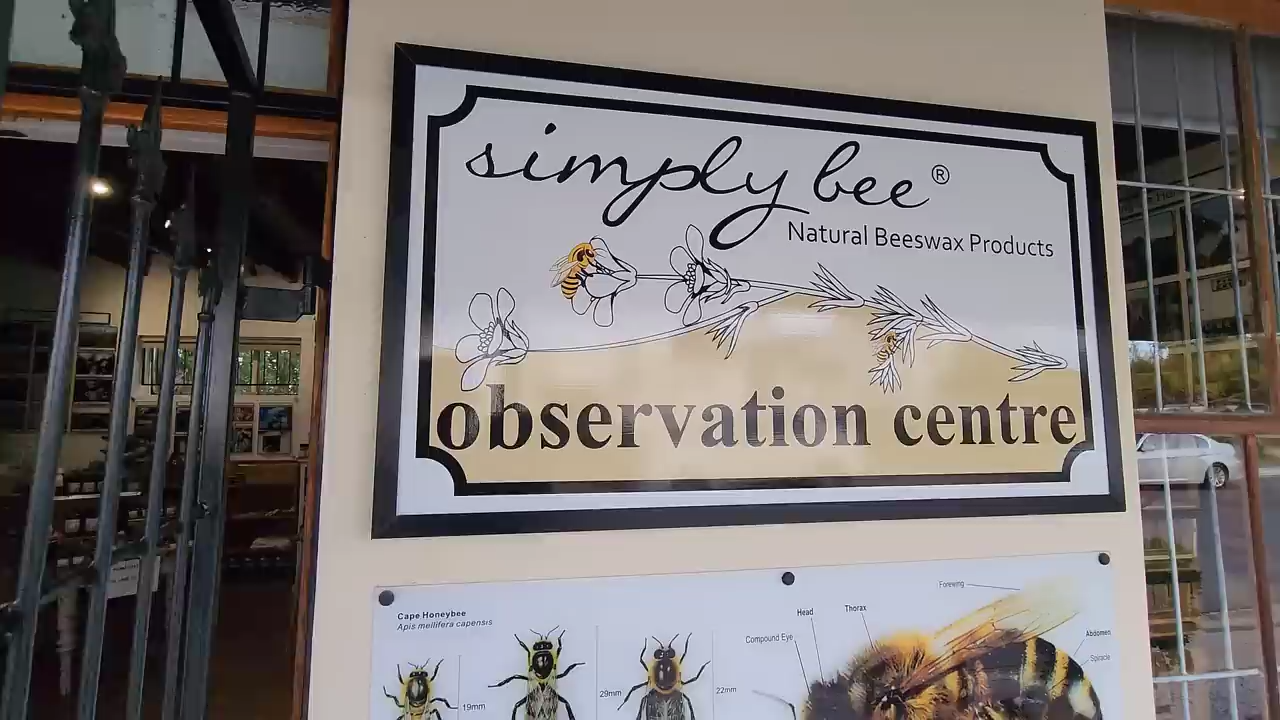 simply bee®
Natural Beeswax Products
observation centre
Cape Honeybee
Apis mellifera capensis
19mm
29mm
22mm
Forewing
Head
Thorax
Compound Eye
Abdomen
Spiracle